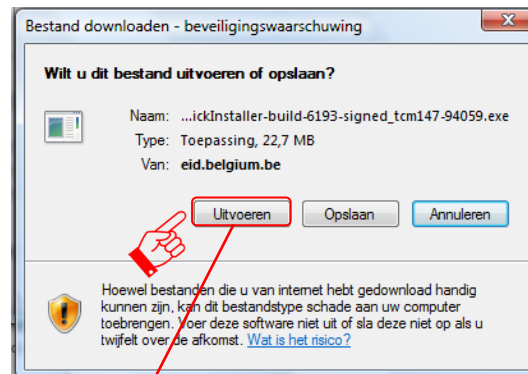 Bestand downloaden - beveiligingswaarschuwing
Wilt u dit bestand uitvoeren of opslaan?
Naam: ...ickInstaller-build-6193-signed_tcm147-94059.exe
Type: Toepassing, 22,7 MB
Van: eid.belgium.be
Uitvoeren Opslaan Annuleren
Hoewel bestanden die u van internet hebt gedownload handig
kunnen zijn, kan dit bestandstype schade aan uw computer
toebrengen. Voer deze software niet uit of sla deze niet op als u
twijfelt over de afkomst. Wat is het risico?